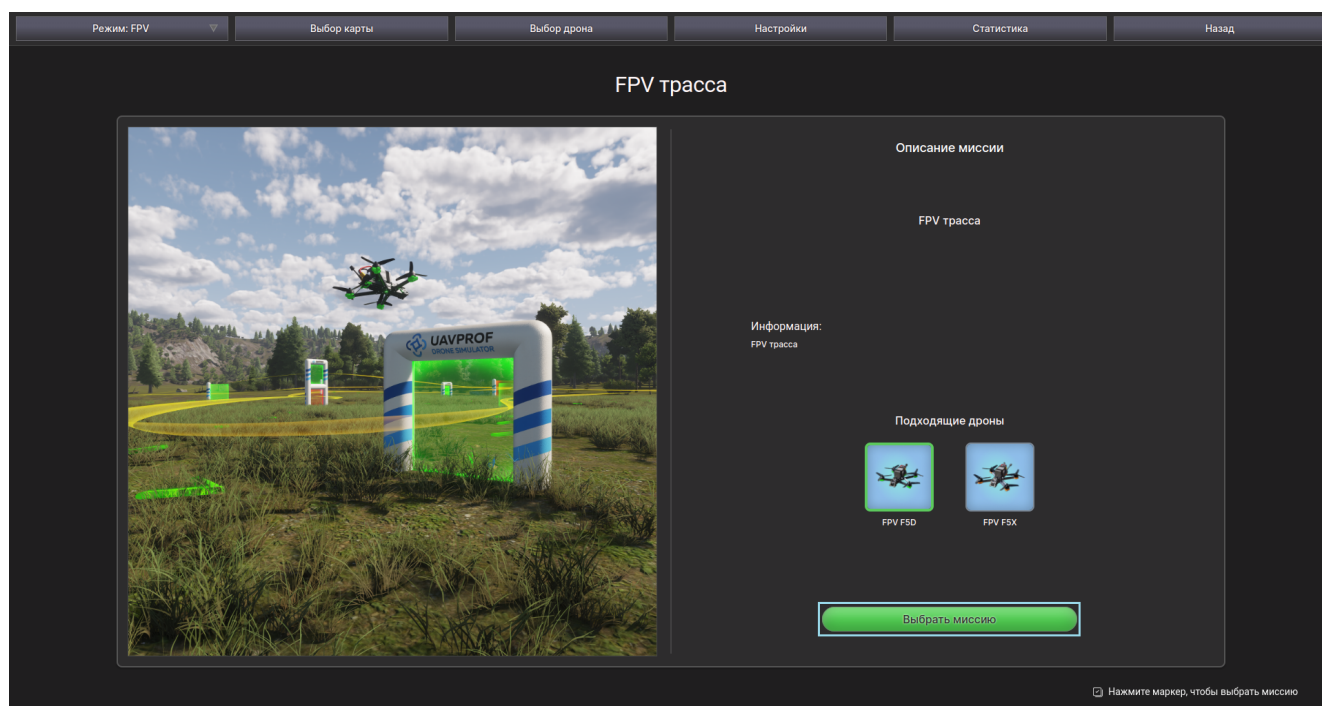 Режим: FPV
Выбор карты
Выбор дрона
Настройки
Статистика
Назад
FPV трасса
UAVPROF
DRONE SIMULATOR
Описание миссии
FPV трасса
Информация:
FPV трасса
Подходящие дроны
FPV F5D
FPV F5X
Выбрать миссию
Нажмите маркер, чтобы выбрать миссию